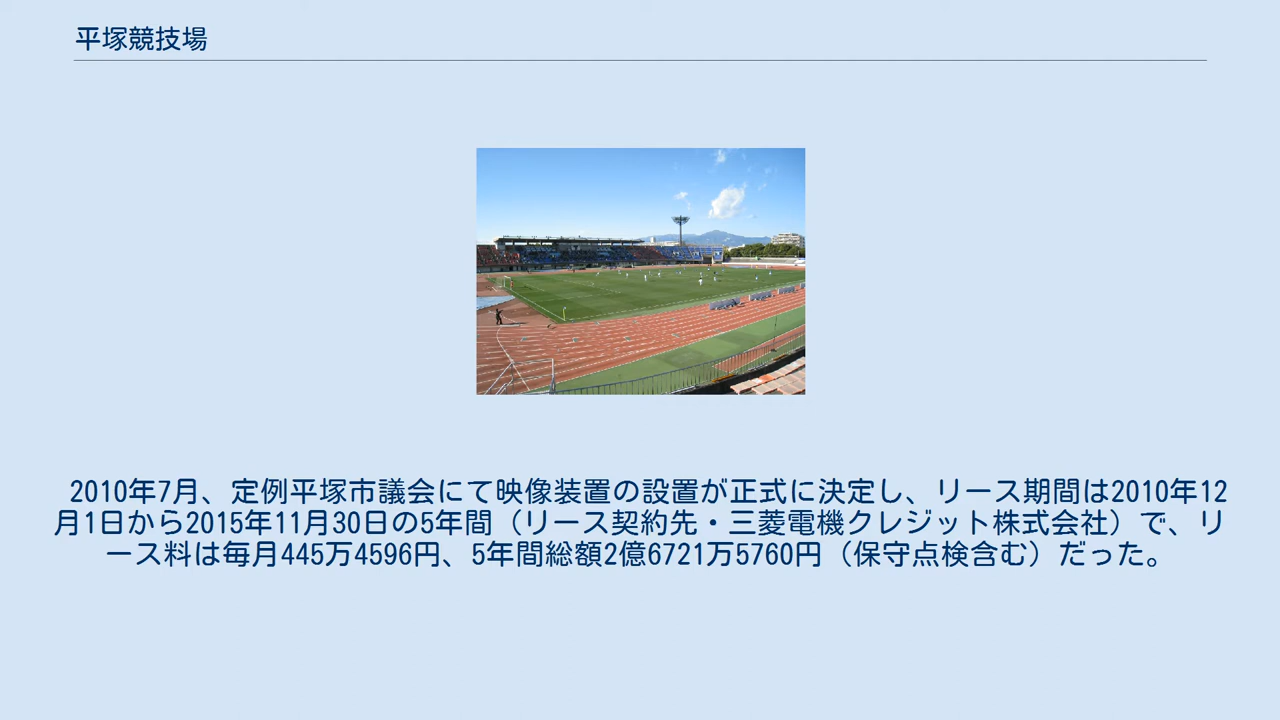 平塚競技場
2010年7月、定例平塚市議会にて映像装置の設置が正式に決定し、リース期間は2010年12
月1日から2015年11月30日の5年間（リース契約先・三菱電機クレジット株式会社）で、リ
ース料は毎月445万4596円、5年間総額2億6721万5760円（保守点検含む）だった。